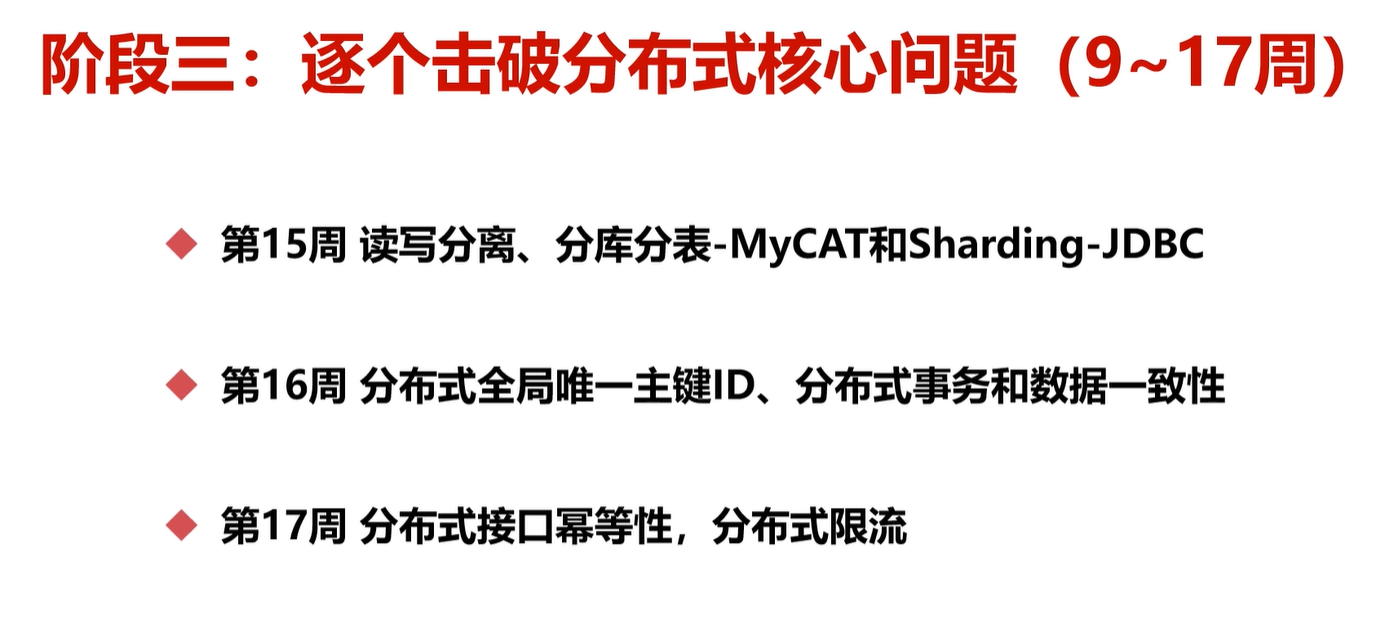 阶段三：逐个击破分布式核心问题（9~17周）
第15周 读写分离、分库分表-MyCAT和Sharding-JDBC
第16周 分布式全局唯一主键ID、分布式事务和数据一致性
第17周 分布式接口幂等性，分布式限流